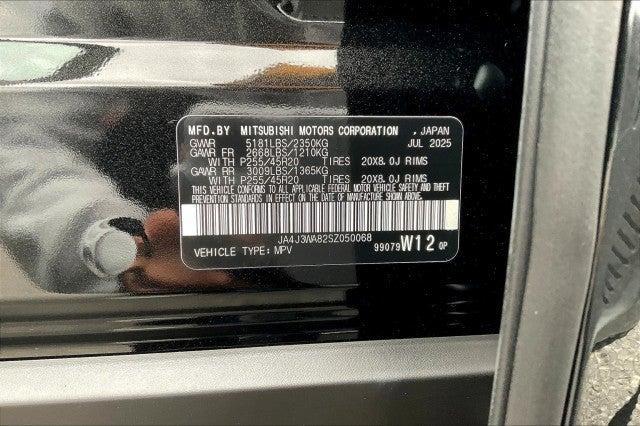 MFD.BY MITSUBISHI MOTORS CORPORATION , JAPAN
GVWR 5181LBS/2350KG JUL 2025
GAWR FR 2668LBS/1210KG
WITH P255/45R20 TIRES 20X8.0J RIMS
GAWR RR 3009LBS/1365KG
WITH P255/45R20 TIRES 20X8.0J RIMS
THIS VEHICLE CONFORMS TO ALL APPLICABLE FEDERAL MOTOR VEHICLE SAFETY AND THEFT
PREVENTION STANDARDS IN EFFECT ON THE DATE OF MANUFACTURE SHOWN ABOVE.
JA4J3WA82SZ050068
VEHICLE TYPE: MPV 99079 W12 OP